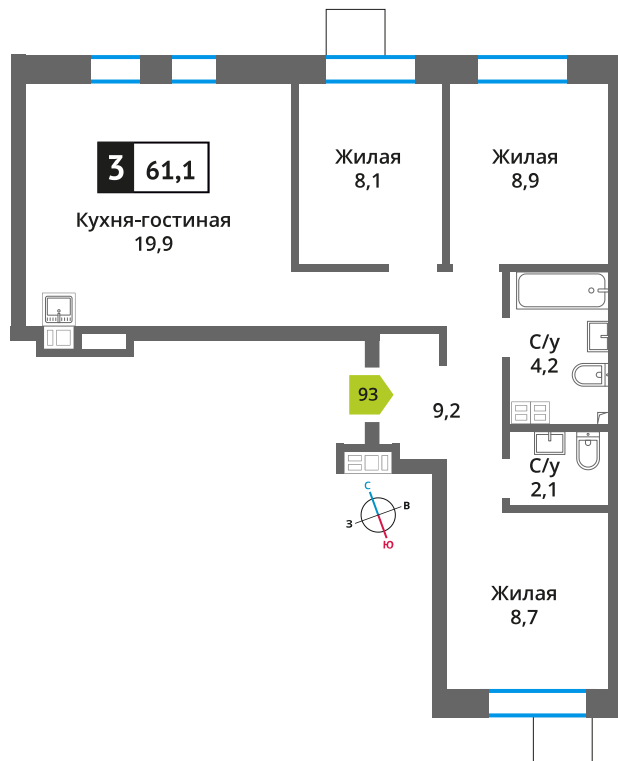 3 61,1
Кухня-гостиная
19,9
Жилая
8,1
Жилая
8,9
С/у
4,2
93
9,2
С/у
2,1
С
В
З
Ю
Жилая
8,7